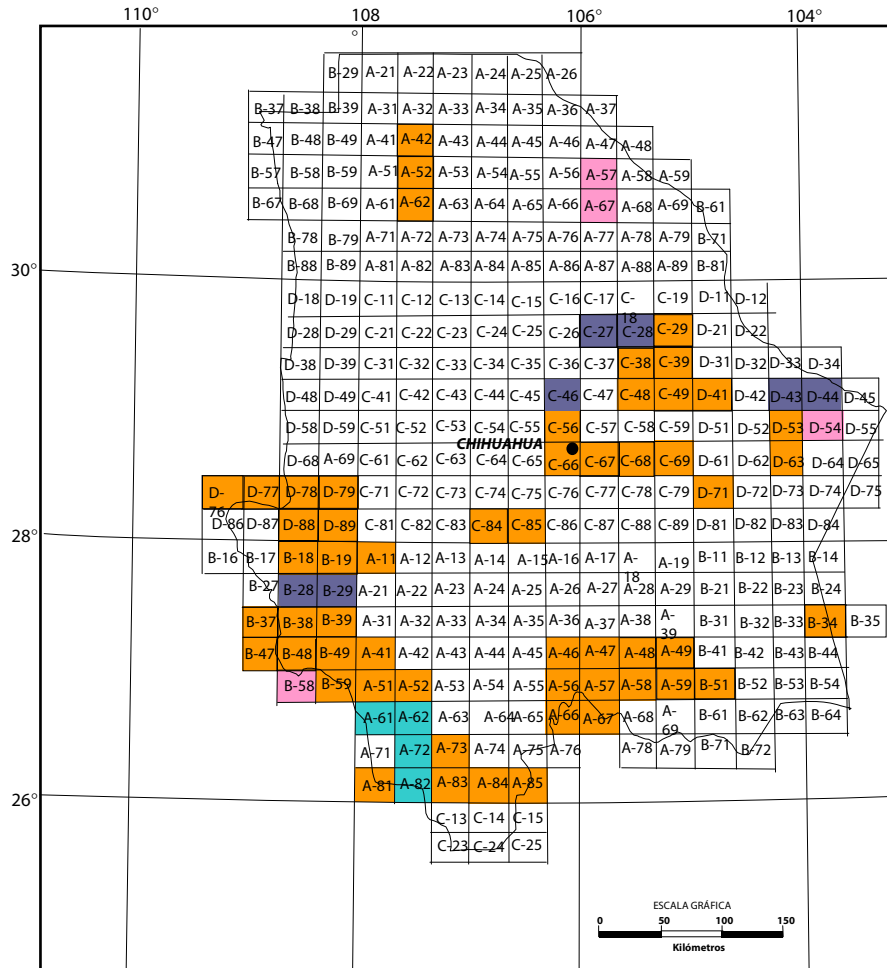 110° 108° 106° 104°
B-29 A-21 A-22 A-23 A-24 A-25 A-26
B-37 B-38 B-39 A-31 A-32 A-33 A-34 A-35 A-36 A-37
B-47 B-48 B-49 A-41 A-42 A-43 A-44 A-45 A-46 A-47 A-48
B-57 B-58 B-59 A-51 A-52 A-53 A-54 A-55 A-56 A-57 A-58 A-59
B-67 B-68 B-69 A-61 A-62 A-63 A-64 A-65 A-66 A-67 A-68 A-69 B-61
B-78 B-79 A-71 A-72 A-73 A-74 A-75 A-76 A-77 A-78 A-79 B-71
30° B-88 B-89 A-81 A-82 A-83 A-84 A-85 A-86 A-87 A-88 A-89 B-81
D-18 D-19 C-11 C-12 C-13 C-14 C-15 C-16 C-17 C-18 C-19 D-11 D-12
D-28 D-29 C-21 C-22 C-23 C-24 C-25 C-26 C-27 C-28 C-29 D-21 D-22
D-38 D-39 C-31 C-32 C-33 C-34 C-35 C-36 C-37 C-38 C-39 D-31 D-32 D-33 D-34
D-48 D-49 C-41 C-42 C-43 C-44 C-45 C-46 C-47 C-48 C-49 D-41 D-42 D-43 D-44 D-45
D-58 D-59 C-51 C-52 C-53 C-54 C-55 C-56 C-57 C-58 C-59 D-51 D-52 D-53 D-54 D-55
CHIHUAHUA
D-68 A-69 C-61 C-62 C-63 C-64 C-65 C-66 C-67 C-68 C-69 D-61 D-62 D-63 D-64 D-65
D-76 D-77 D-78 D-79 C-71 C-72 C-73 C-74 C-75 C-76 C-77 C-78 C-79 D-71 D-72 D-73 D-74 D-75
28° D-86 D-87 D-88 D-89 C-81 C-82 C-83 C-84 C-85 C-86 C-87 C-88 C-89 D-81 D-82 D-83 D-84
B-16 B-17 B-18 B-19 A-11 A-12 A-13 A-14 A-15 A-16 A-17 A-18 A-19 B-11 B-12 B-13 B-14
B-27 B-28 B-29 A-21 A-22 A-23 A-24 A-25 A-26 A-27 A-28 A-29 B-21 B-22 B-23 B-24
B-37 B-38 B-39 A-31 A-32 A-33 A-34 A-35 A-36 A-37 A-38 A-39 B-31 B-32 B-33 B-34 B-35
B-47 B-48 B-49 A-41 A-42 A-43 A-44 A-45 A-46 A-47 A-48 A-49 B-41 B-42 B-43 B-44
B-58 B-59 A-51 A-52 A-53 A-54 A-55 A-56 A-57 A-58 A-59 B-51 B-52 B-53 B-54
A-61 A-62 A-63 A-64 A-65 A-66 A-67 A-68 A-69 B-61 B-62 B-63 B-64
A-71 A-72 A-73 A-74 A-75 A-76 A-78 A-79 B-71 B-72
26° A-81 A-82 A-83 A-84 A-85
C-13 C-14 C-15
C-23 C-24 C-25
ESCALA GRÁFICA
0 50 100 150
Kilómetros